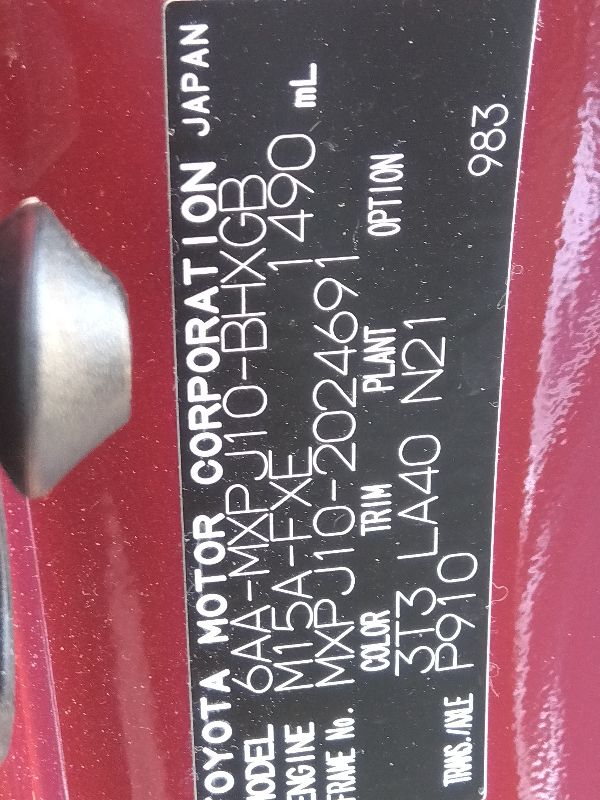 TOYOTA MOTOR CORPORATION JAPAN
MODEL 6AA-MXPJ10-BHXGB
ENGINE M15A-FXE 1490 mL
FRAME No. MXPJ10-2024691
COLOR TRIM PLANT OPTION
3T3 LA40 N21
TRANS./AXLE P910 983